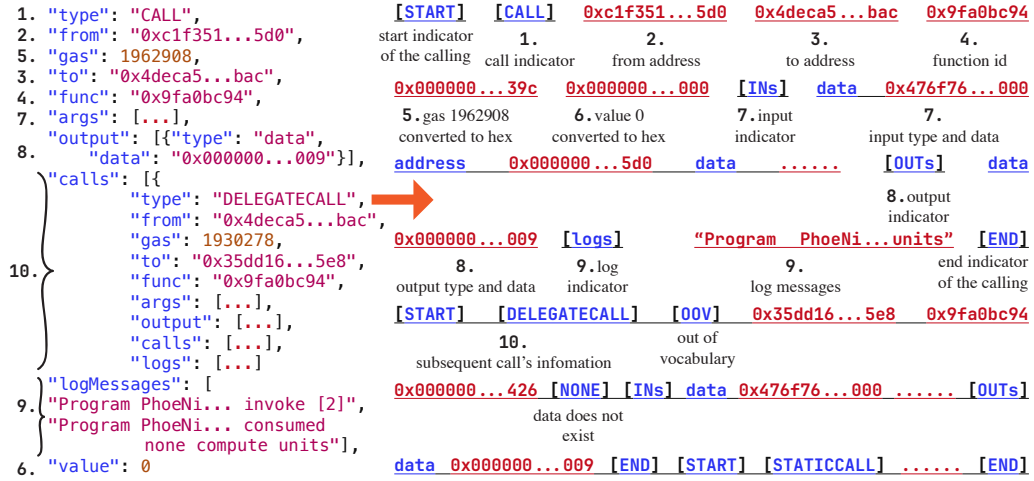 1. "type": "CALL",
2. "from": "0xc1f351...5d0",
5. "gas": 1962908,
3. "to": "0x4deca5...bac",
4. "func": "0x9fa0bc94",
7. "args": [...],
"output": [{"type": "data",
8. "data": "0x000000...009"}],
"calls": [{
"type": "DELEGATECALL",
"from": "0x4deca5...bac",
"gas": 1930278,
"to": "0x35dd16...5e8",
10. "func": "0x9fa0bc94",
"args": [...],
"output": [...],
"calls": [...],
"logs": [...]
"logMessages": [
9. "Program PhoeNi... invoke [2]",
"Program PhoeNi... consumed
none compute units"],
6. "value": 0
[START] [CALL] 0xc1f351...5d0 0x4deca5...bac 0x9fa0bc94
start indicator 1. 2. 3. 4.
of the calling call indicator from address to address function id
0x000000...39c 0x000000...000 [INs] data 0x476f76...000
5.gas 1962908 6.value 0 7.input 7.
converted to hex converted to hex indicator input type and data
address 0x000000...5d0 data ...... [OUTs] data
8.output
indicator
0x000000...009 [logs] “Program PhoeNi...units” [END]
8. 9.log 9. end indicator
output type and data indicator log messages of the calling
[START] [DELEGATECALL] [OOV] 0x35dd16...5e8 0x9fa0bc94
10. out of
subsequent call’s infomation vocabulary
0x000000...426 [NONE] [INs] data 0x476f76...000 ...... [OUTs]
data does not
exist
data 0x000000...009 [END] [START] [STATICCALL] ...... [END]